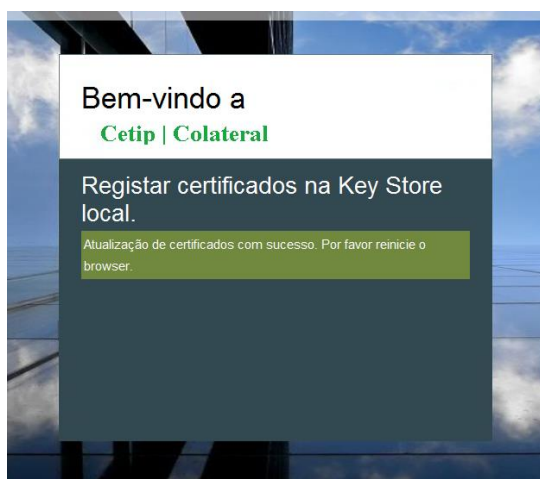 Bem-vindo a
Cetip | Colateral
Registar certificados na Key Store
local.
Atualização de certificados com sucesso. Por favor reinicie o
browser.